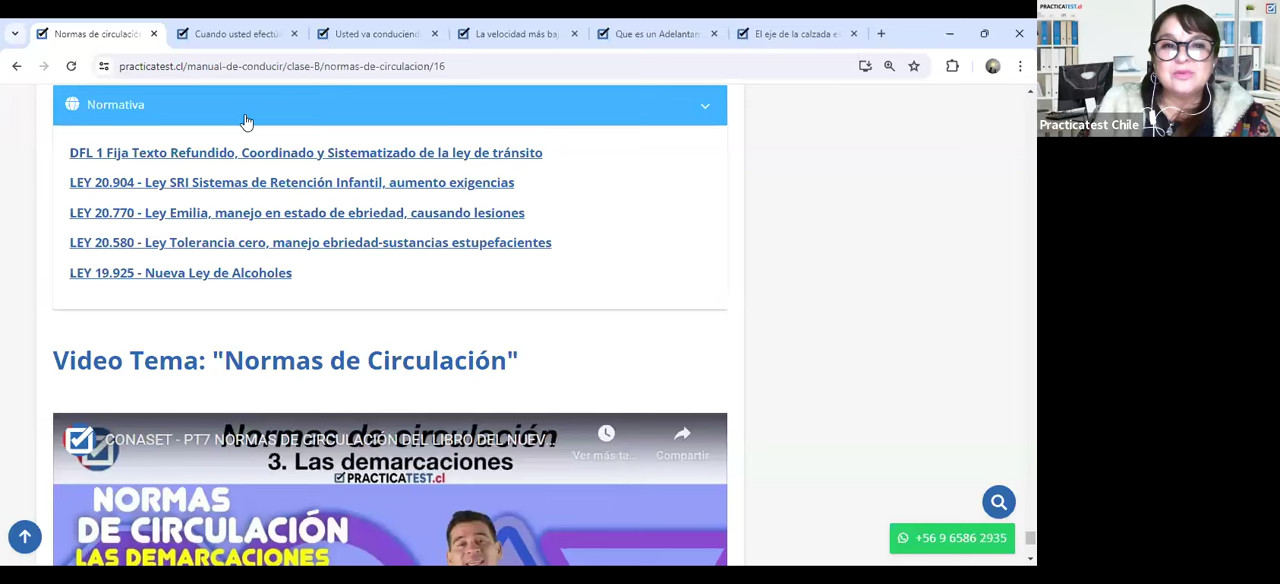 Normas de circulació
Cuando usted efectú
Usted va conduciend
La velocidad más ba
Que es un Adelantan
El eje de la calzada e
practicatest.cl/manual-de-conducir/clase-B/normas-de-circulacion/16
PRACTICATEST.cl
Practicatest Chile
Normativa
DFL 1 Fija Texto Refundido, Coordinado y Sistematizado de la ley de tránsito
LEY 20.904 - Ley SRI Sistemas de Retención Infantil, aumento exigencias
LEY 20.770 - Ley Emilia, manejo en estado de ebriedad, causando lesiones
LEY 20.580 - Ley Tolerancia cero, manejo ebriedad-sustancias estupefacientes
LEY 19.925 - Nueva Ley de Alcoholes
Video Tema: "Normas de Circulación"
CONASET - PT7 NORMAS DE CIRCULACIÓN DEL LIBRO DEL NUEV...
Normas de circulación
3. Las demarcaciones
PRACTICATEST.cl
Ver más ta...
Compartir
NORMAS
DE CIRCULACIÓN
LAS DEMARCACIONES
+56 9 6586 2935